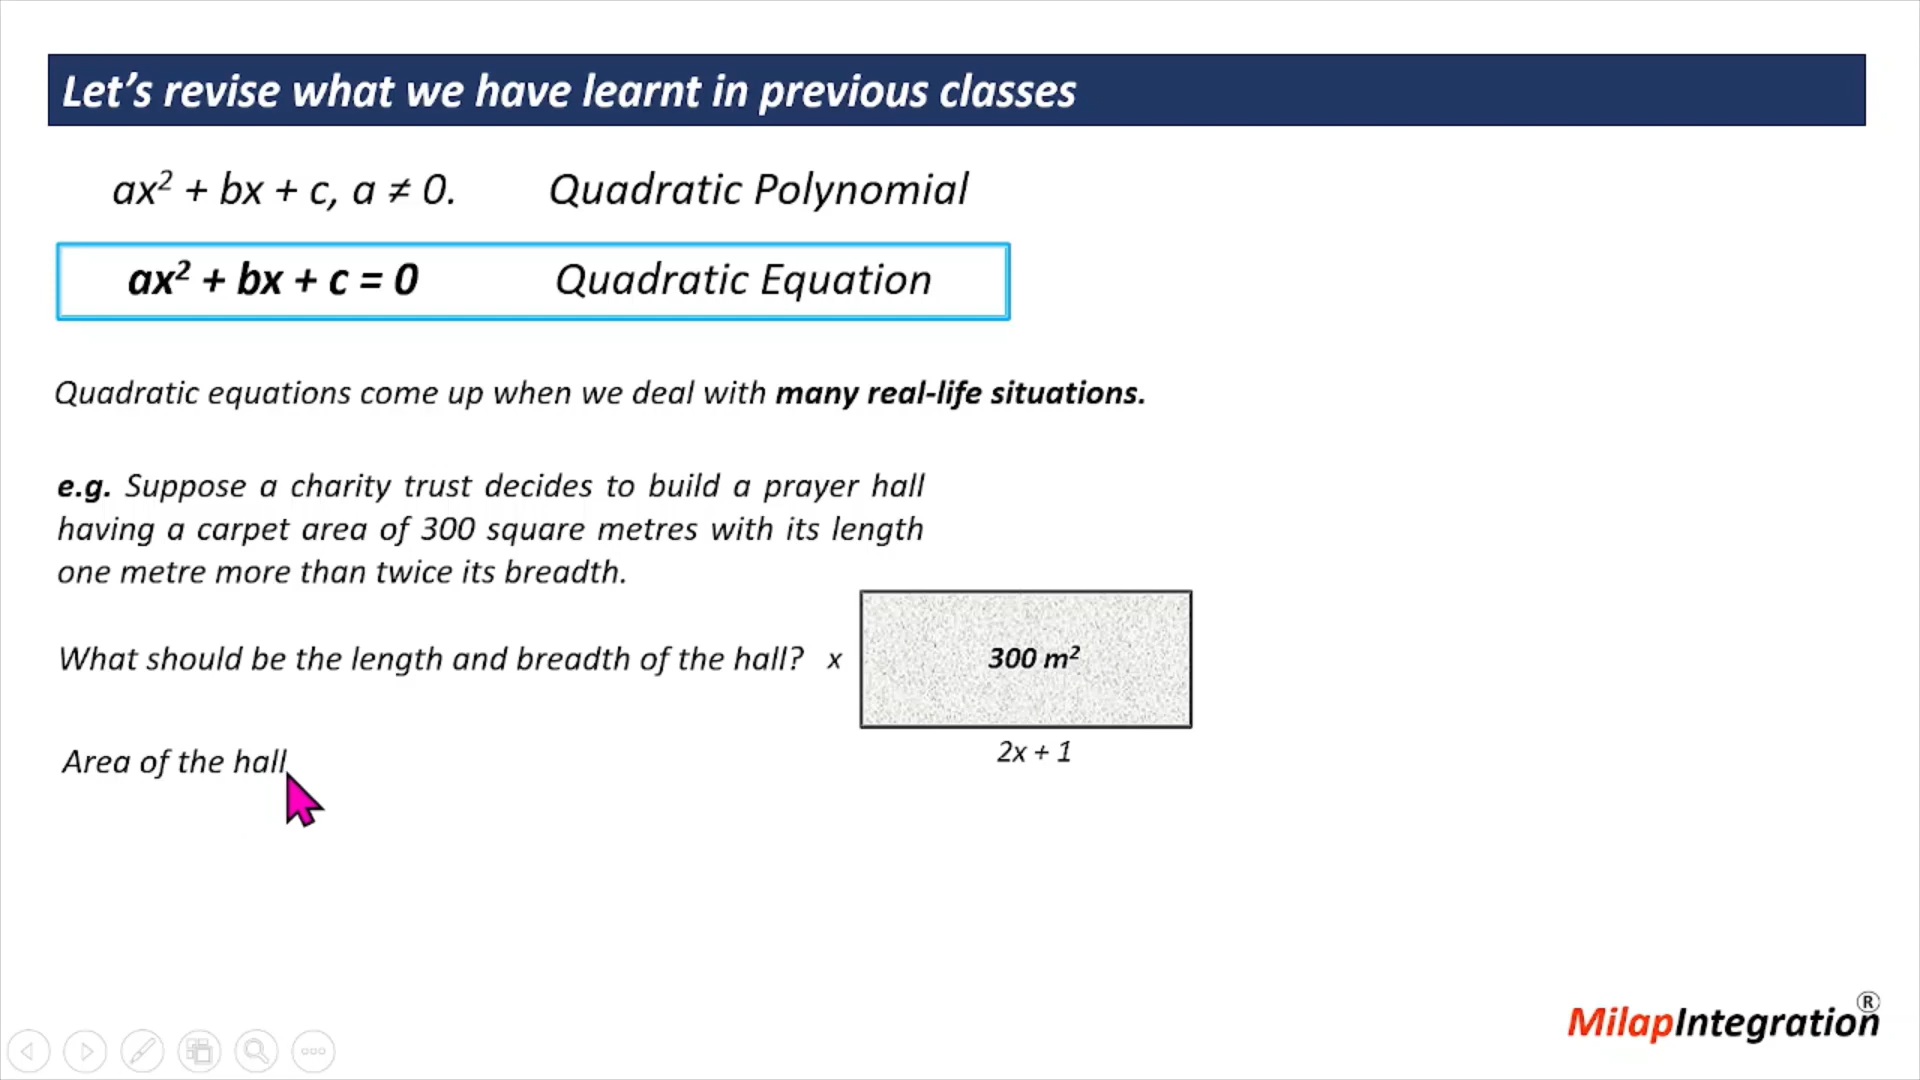 Let’s revise what we have learnt in previous classes
ax² + bx + c, a ≠ 0. Quadratic Polynomial
ax² + bx + c = 0 Quadratic Equation
Quadratic equations come up when we deal with many real-life situations.
e.g. Suppose a charity trust decides to build a prayer hall
having a carpet area of 300 square metres with its length
one metre more than twice its breadth.
What should be the length and breadth of the hall? x 300 m²
2x + 1
Area of the hall
MilapIntegration®